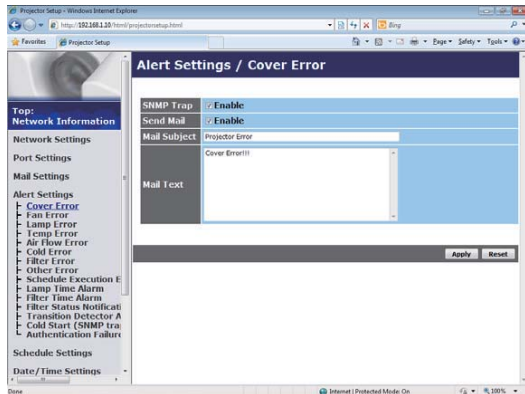 Projector Setup - Windows Internet Explorer
http://192.168.1.10/html/projectorsetup.html
Bing
Favorites
Projector Setup
Page
Safety
Tools
Top:
Network Information
Network Settings
Port Settings
Mail Settings
Alert Settings
Cover Error
Fan Error
Lamp Error
Temp Error
Air Flow Error
Cold Error
Filter Error
Other Error
Schedule Execution E
Lamp Time Alarm
Filter Time Alarm
Filter Status Notificati
Transition Detector A
Cold Start (SNMP tra
Authentication Failure
Schedule Settings
Date/Time Settings
Alert Settings / Cover Error
SNMP Trap Enable
Send Mail Enable
Mail Subject Projector Error
Mail Text Cover Error!!!
Apply Reset
Done
Internet | Protected Mode: On
100%